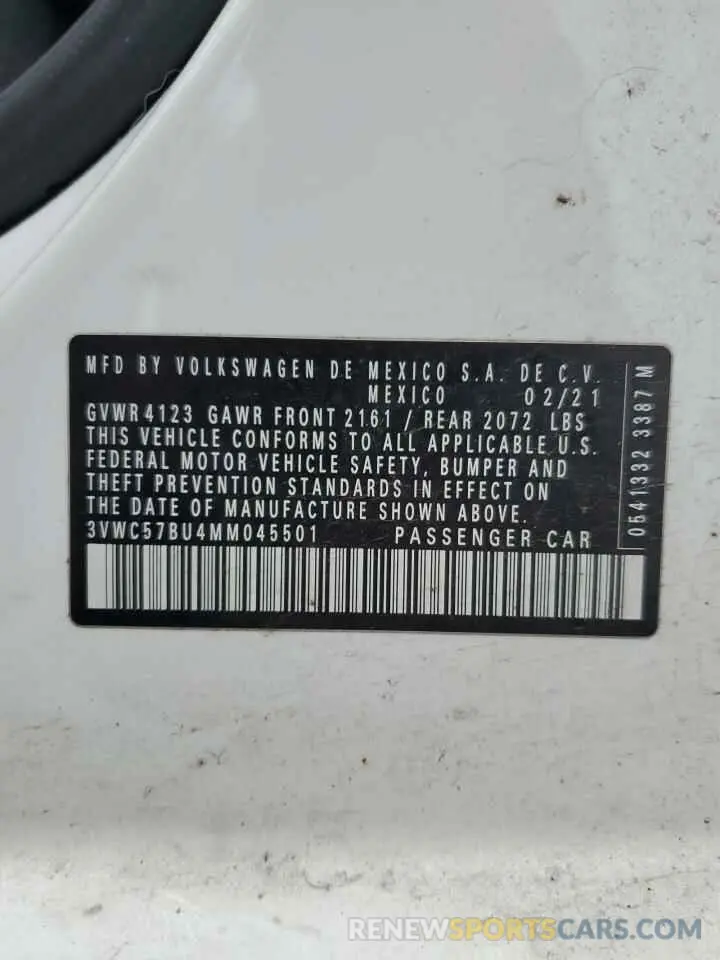 MFD BY VOLKSWAGEN DE MEXICO S.A. DE C.V.
MEXICO 02/21
GVWR 4123 GAWR FRONT 2161 / REAR 2072 LBS
THIS VEHICLE CONFORMS TO ALL APPLICABLE U.S.
FEDERAL MOTOR VEHICLE SAFETY, BUMPER AND
THEFT PREVENTION STANDARDS IN EFFECT ON
THE DATE OF MANUFACTURE SHOWN ABOVE.
3VWC57BU4MM045501 PASSENGER CAR
0541332 3387 M
RENEWSPORTSCARS.COM